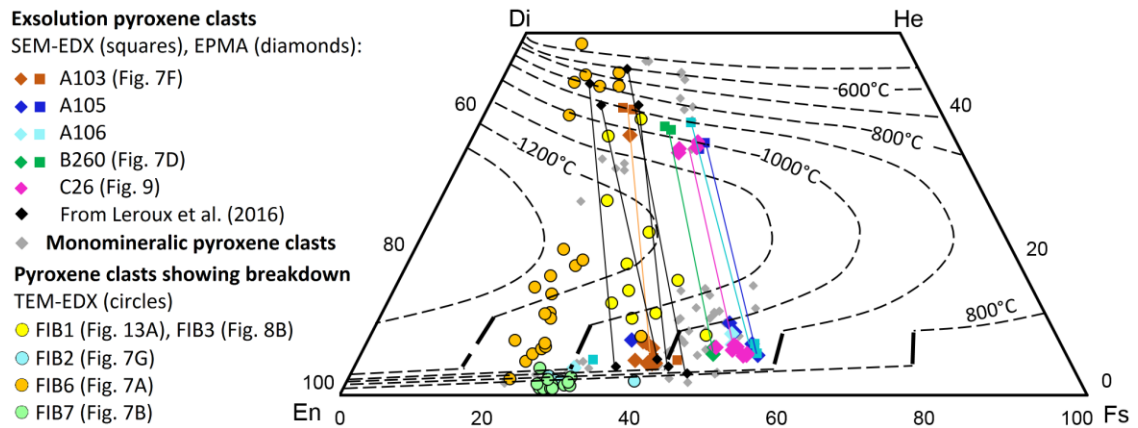 Exsolution pyroxene clasts
SEM-EDX (squares), EPMA (diamonds):
A103 (Fig. 7F)
A105
A106
B260 (Fig. 7D)
C26 (Fig. 9)
From Leroux et al. (2016)
Monomineralic pyroxene clasts
Pyroxene clasts showing breakdown
TEM-EDX (circles)
FIB1 (Fig. 13A), FIB3 (Fig. 8B)
FIB2 (Fig. 7G)
FIB6 (Fig. 7A)
FIB7 (Fig. 7B)
Di
He
600°C
60
40
800°C
1200°C
1000°C
80
20
800°C
100
0
En
0
20
40
60
80
100
Fs